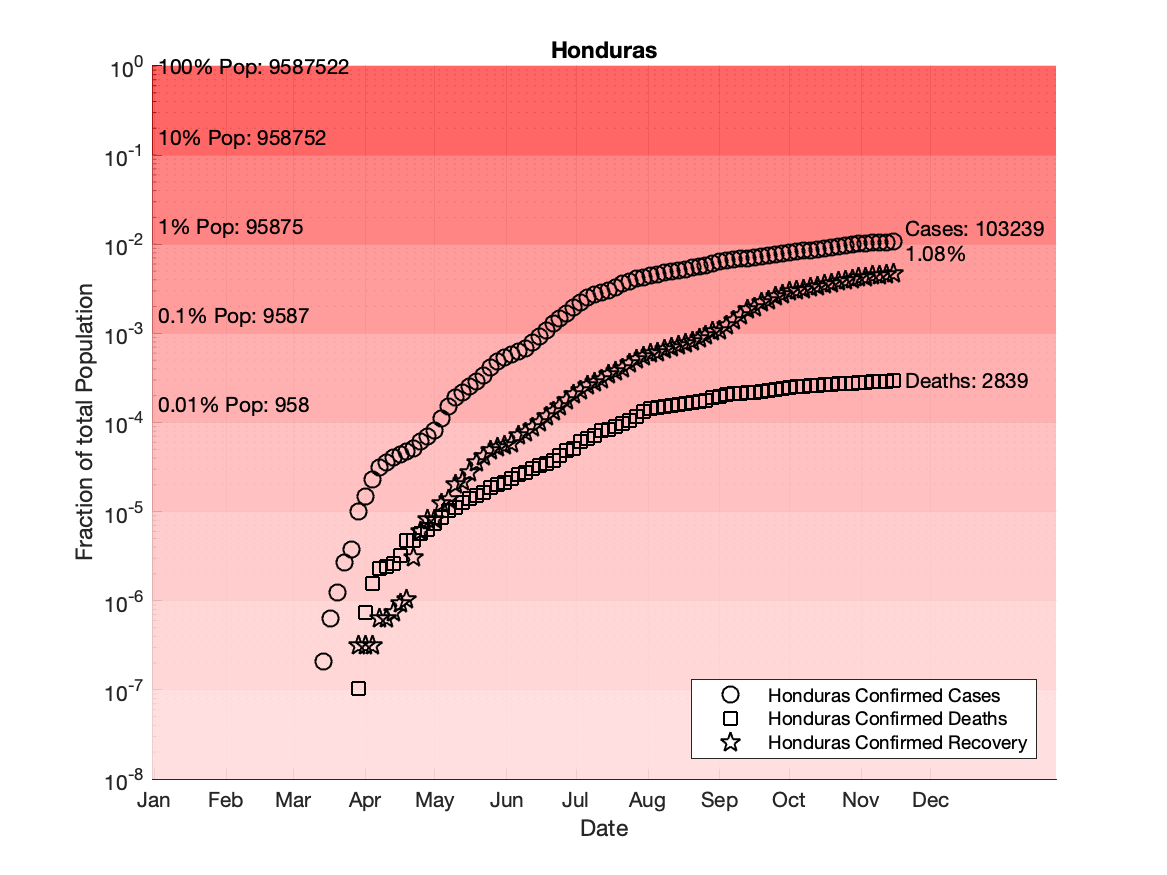 Honduras
10^0
100% Pop: 9587522
10% Pop: 958752
10^-1
1% Pop: 95875
10^-2
Cases: 103239
1.08%
0.1% Pop: 9587
10^-3
Deaths: 2839
0.01% Pop: 958
10^-4
10^-5
10^-6
10^-7
10^-8
Fraction of total Population
Honduras Confirmed Cases
Honduras Confirmed Deaths
Honduras Confirmed Recovery
Jan Feb Mar Apr May Jun Jul Aug Sep Oct Nov Dec
Date